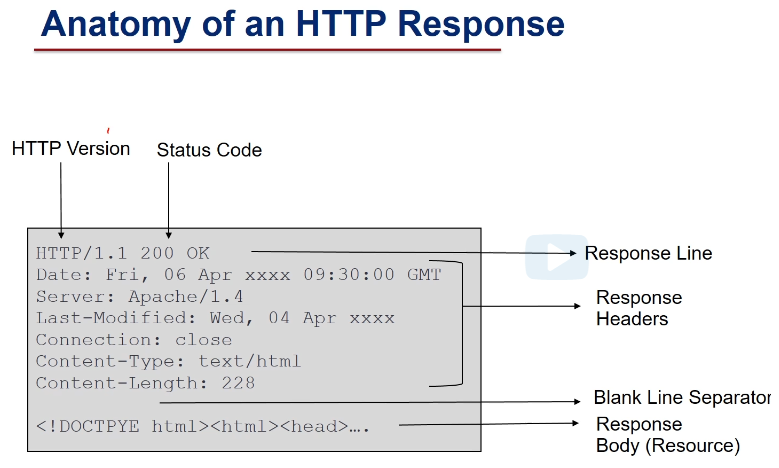 Anatomy of an HTTP Response
HTTP Version
Status Code
HTTP/1.1 200 OK
Response Line
Date: Fri, 06 Apr xxxx 09:30:00 GMT
Server: Apache/1.4
Last-Modified: Wed, 04 Apr xxxx
Connection: close
Content-Type: text/html
Content-Length: 228
Response
Headers
Blank Line Separator
<!DOCTPYE html><html><head>….
Response
Body (Resource)